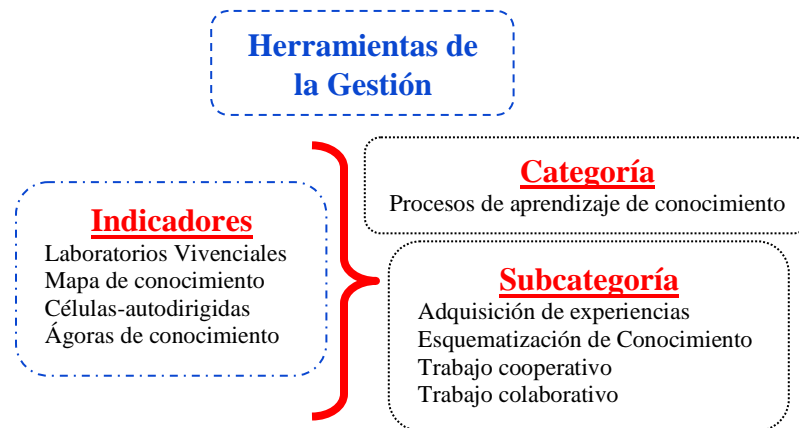 Herramientas de
la Gestión
Indicadores
Laboratorios Vivenciales
Mapa de conocimiento
Células-autodirigidas
Ágoras de conocimiento
Categoría
Procesos de aprendizaje de conocimiento
Subcategoría
Adquisición de experiencias
Esquematización de Conocimiento
Trabajo cooperativo
Trabajo colaborativo